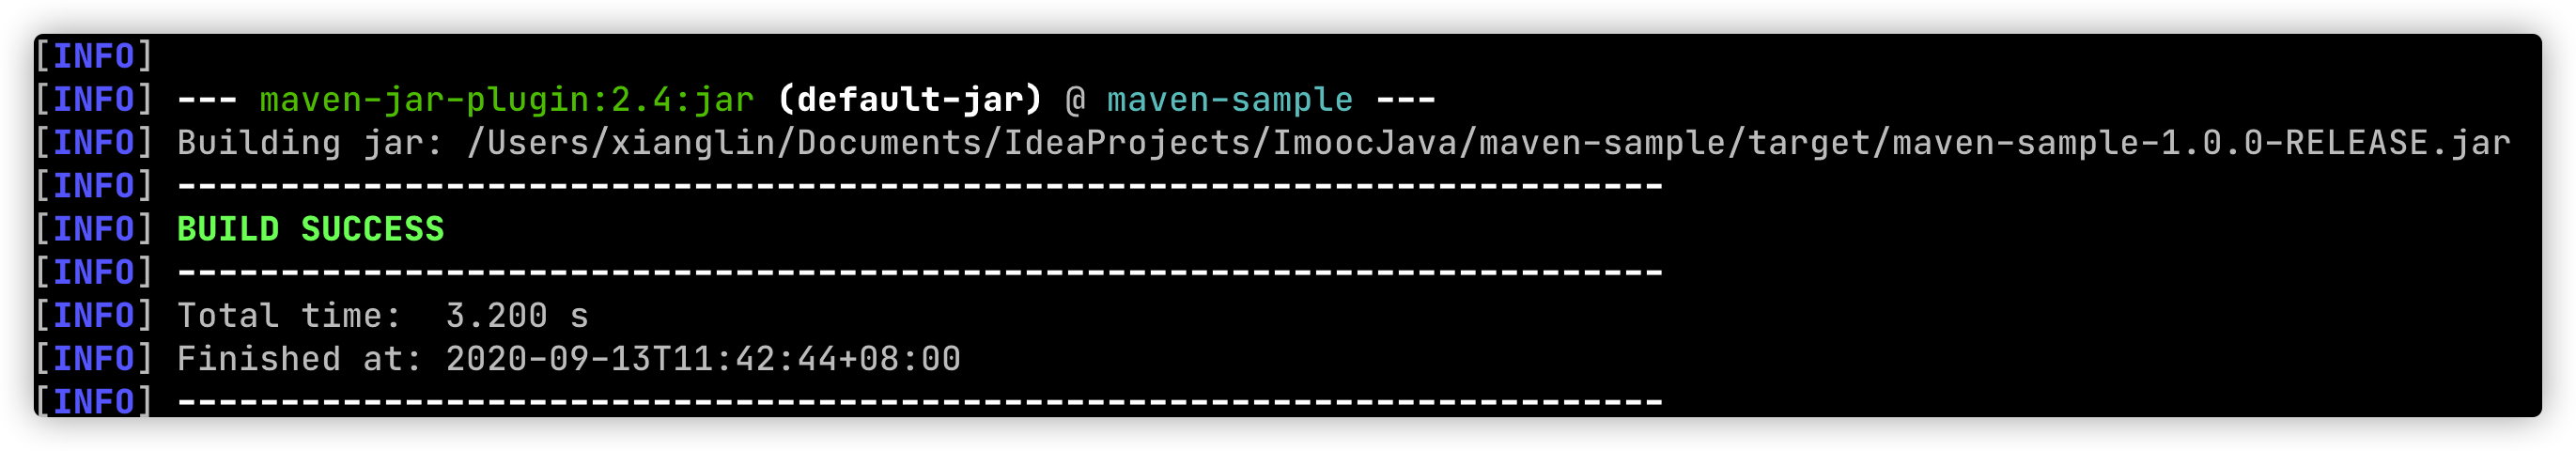 [INFO]
[INFO] --- maven-jar-plugin:2.4:jar (default-jar) @ maven-sample ---
[INFO] Building jar: /Users/xianglin/Documents/IdeaProjects/ImoocJava/maven-sample/target/maven-sample-1.0.0-RELEASE.jar
[INFO] ------------------------------------------------------------------------
[INFO] BUILD SUCCESS
[INFO] ------------------------------------------------------------------------
[INFO] Total time:  3.200 s
[INFO] Finished at: 2020-09-13T11:42:44+08:00
[INFO] ------------------------------------------------------------------------